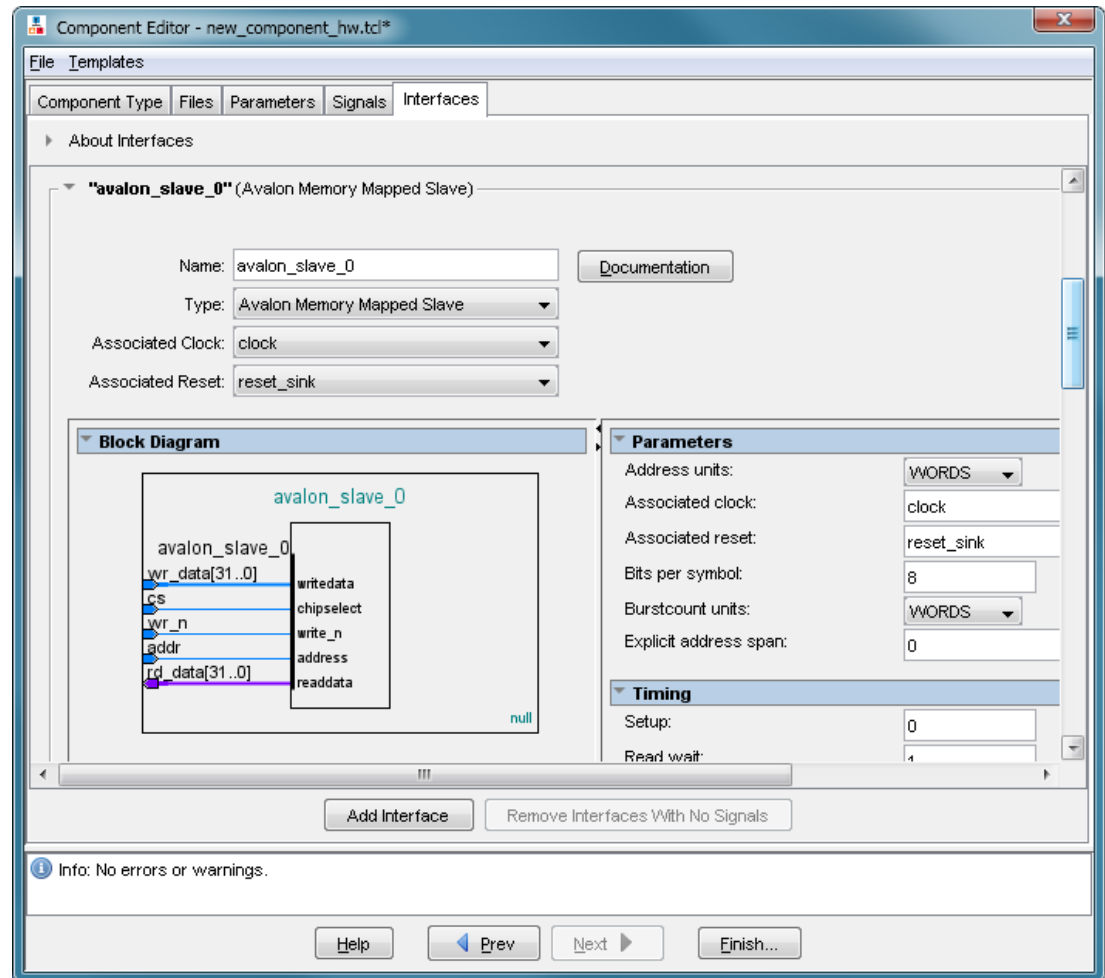 Component Editor - new_component_hw.tcl*
File Templates
Component Type Files Parameters Signals Interfaces
About Interfaces
"avalon_slave_0" (Avalon Memory Mapped Slave)
Name: avalon_slave_0 Documentation
Type: Avalon Memory Mapped Slave
Associated Clock: clock
Associated Reset: reset_sink
Block Diagram
avalon_slave_0
avalon_slave_0
wr_data[31..0] writedata
cs chipselect
wr_n write_n
addr address
rd_data[31..0] readdata
null
Parameters
Address units: WORDS
Associated clock: clock
Associated reset: reset_sink
Bits per symbol: 8
Burstcount units: WORDS
Explicit address span: 0
Timing
Setup: 0
Read wait: 1
Add Interface Remove Interfaces With No Signals
Info: No errors or warnings.
Help Prev Next Finish...